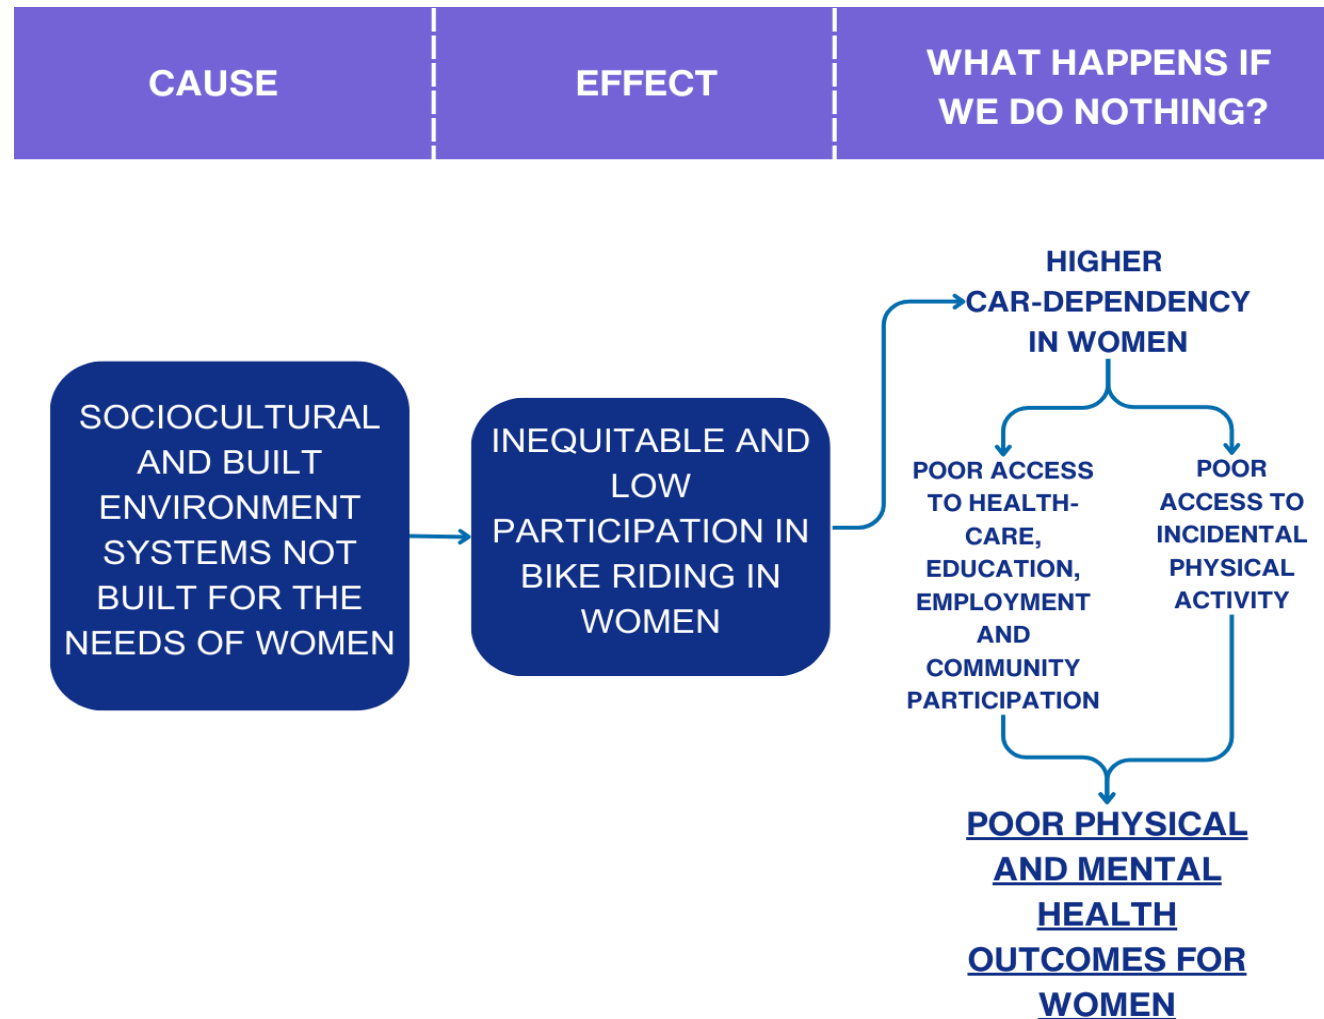 CAUSE
EFFECT
WHAT HAPPENS IF
WE DO NOTHING?
SOCIOCULTURAL
AND BUILT
ENVIRONMENT
SYSTEMS NOT
BUILT FOR THE
NEEDS OF WOMEN
INEQUITABLE AND
LOW
PARTICIPATION IN
BIKE RIDING IN
WOMEN
HIGHER
CAR-DEPENDENCY
IN WOMEN
POOR ACCESS
TO HEALTH-
CARE,
EDUCATION,
EMPLOYMENT
AND
COMMUNITY
PARTICIPATION
POOR
ACCESS TO
INCIDENTAL
PHYSICAL
ACTIVITY
POOR PHYSICAL
AND MENTAL
HEALTH
OUTCOMES FOR
WOMEN